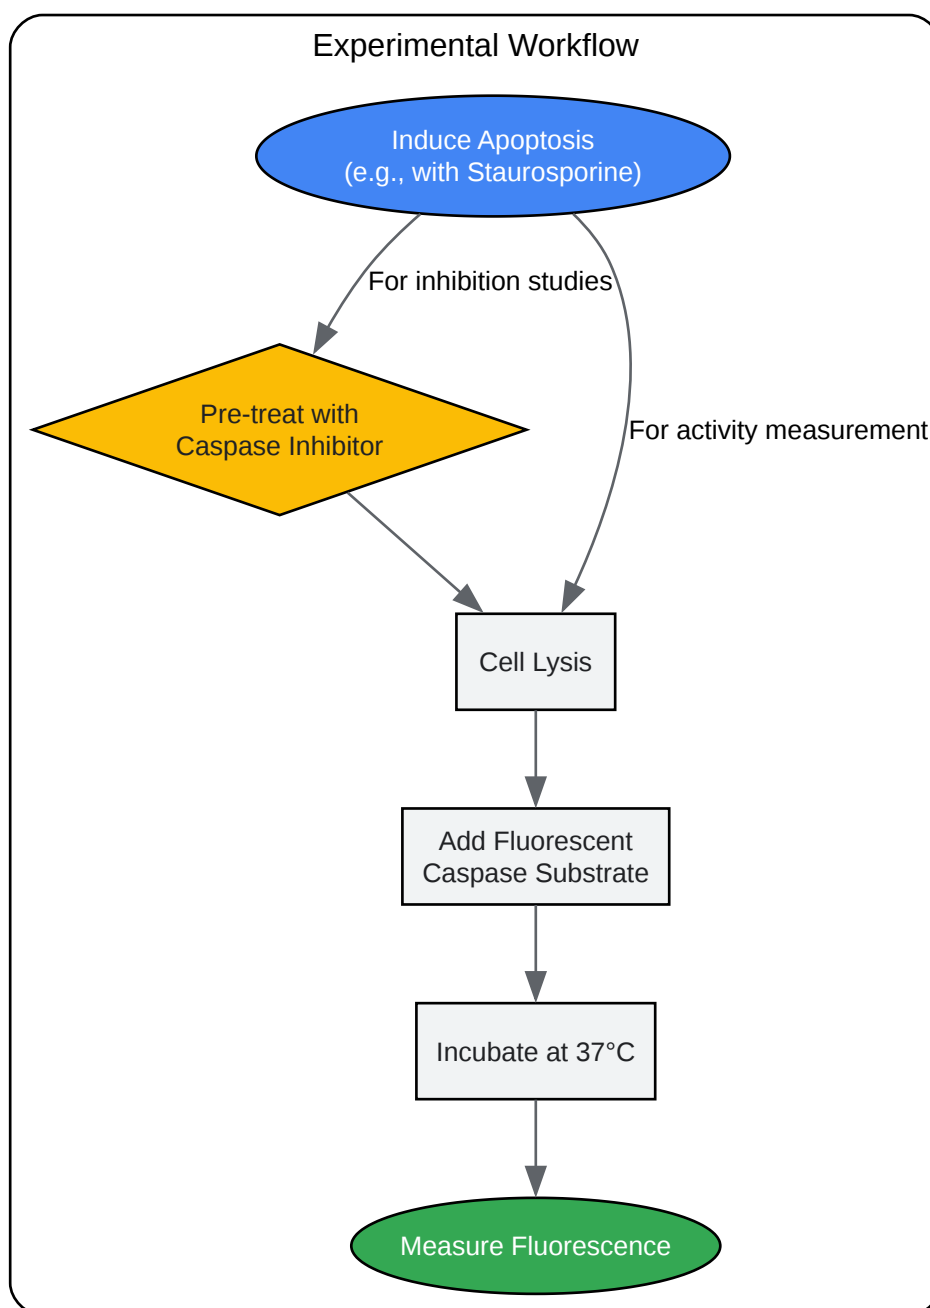 Experimental Workflow
Induce Apoptosis
(e.g., with Staurosporine)
For inhibition studies
Pre-treat with
Caspase Inhibitor
For activity measurement
Cell Lysis
Add Fluorescent
Caspase Substrate
Incubate at 37°C
Measure Fluorescence